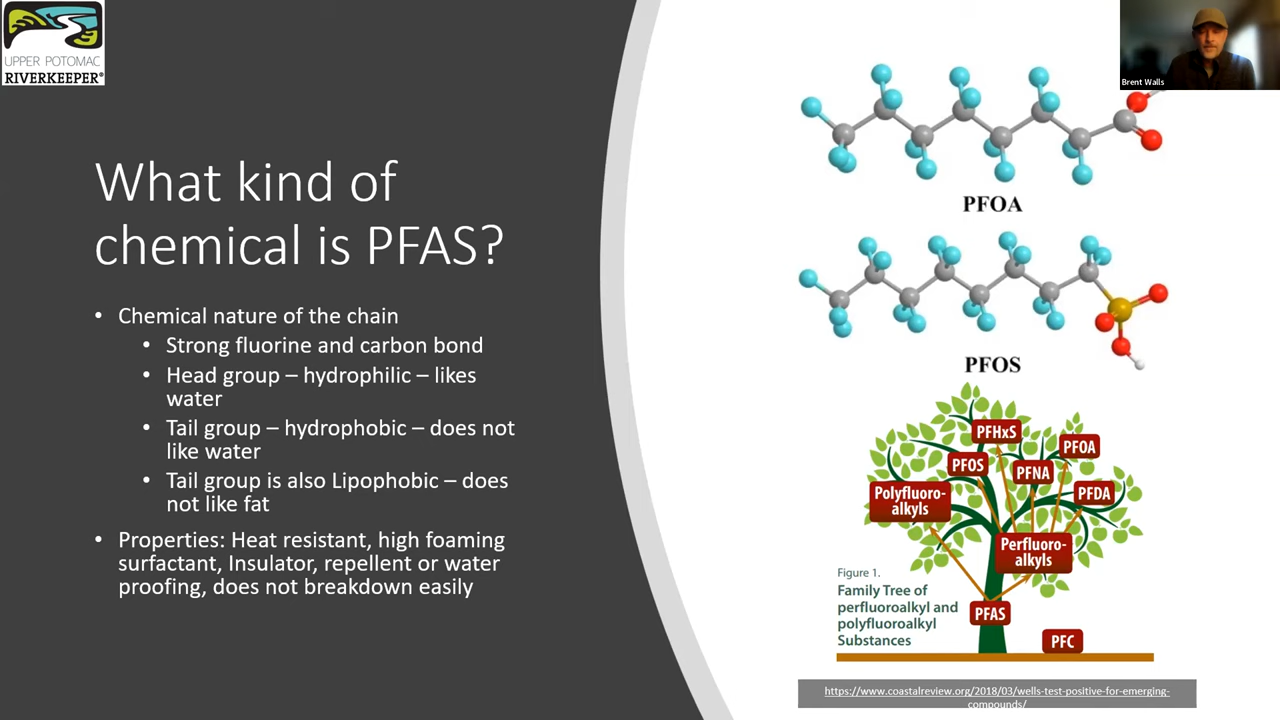 UPPER POTOMAC
RIVERKEEPER®
Brent Walls
What kind of
chemical is PFAS?
• Chemical nature of the chain
• Strong fluorine and carbon bond
• Head group – hydrophilic – likes
water
• Tail group – hydrophobic – does not
like water
• Tail group is also Lipophobic – does
not like fat
• Properties: Heat resistant, high foaming
surfactant, Insulator, repellent or water
proofing, does not breakdown easily
PFOA
PFOS
PFHxS
PFOA
PFOS
PFNA
PFDA
Polyfluoro-
alkyls
Perfluoro-
alkyls
PFAS
PFC
Figure 1.
Family Tree of
perfluoroalkyl and
polyfluoroalkyl
Substances
https://www.coastalreview.org/2018/03/wells-test-positive-for-emerging-
compounds/